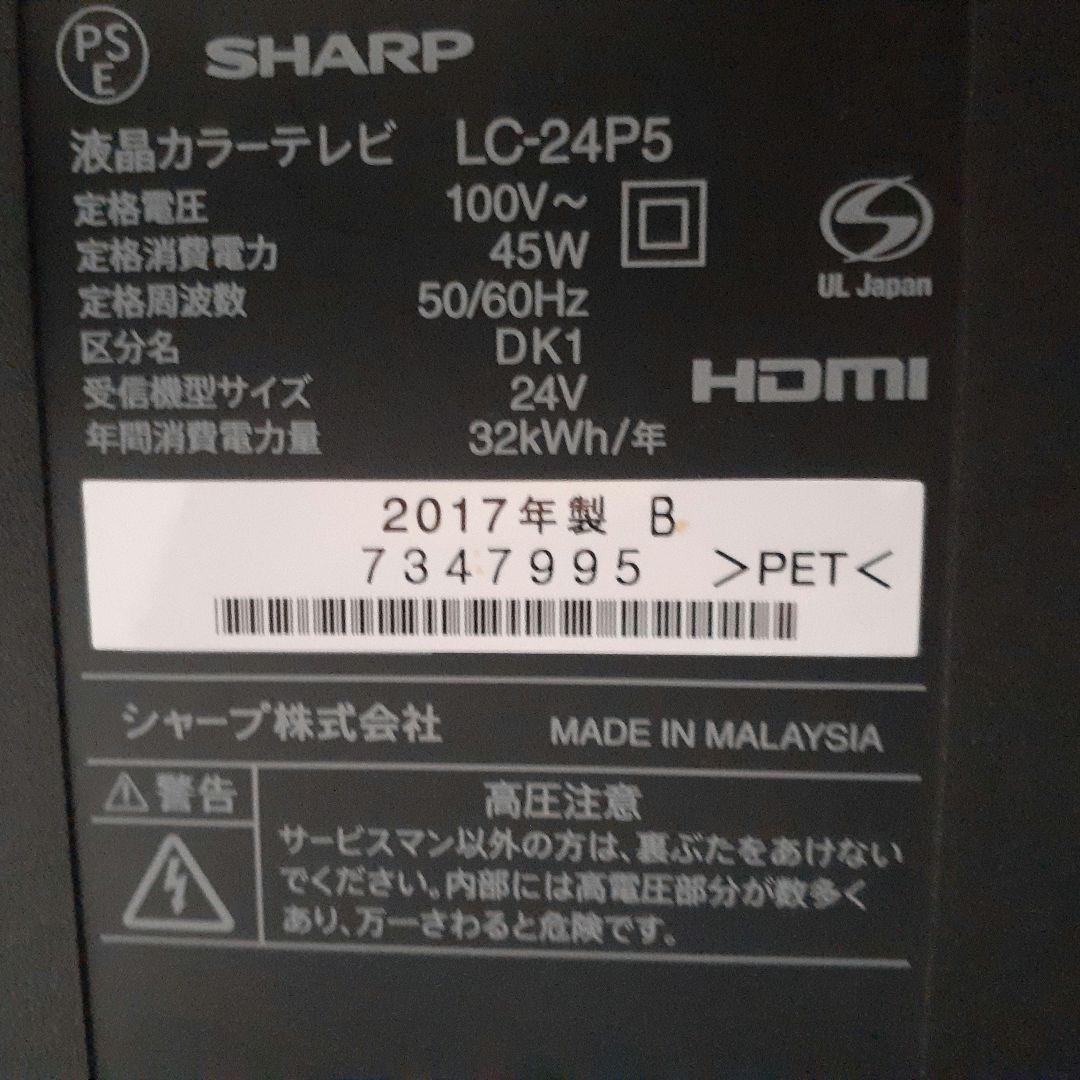 PS
E
SHARP
液晶カラーテレビ LC-24P5
定格電圧 100V～
定格消費電力 45W
定格周波数 50/60Hz
区分名 DK1
受信機型サイズ 24V
年間消費電力量 32kWh/年
S
UL Japan
HDMI
2017年製 B
7347995 >PET<
シャープ株式会社 MADE IN MALAYSIA
警告
高圧注意
サービスマン以外の方は、裏ぶたをあけない
でください。内部には高電圧部分が数多く
あり、万一さわると危険です。